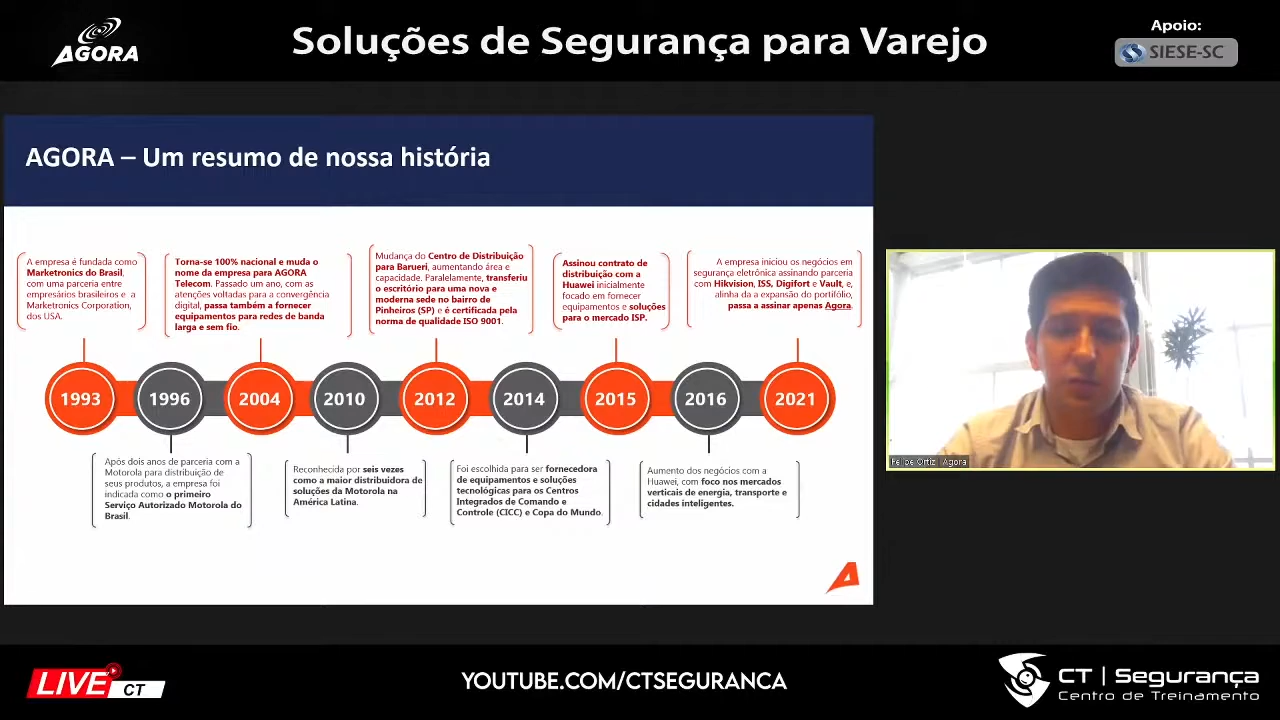 AGORA
Soluções de Segurança para Varejo
Apoio:
SIESE-SC
AGORA – Um resumo de nossa história
A empresa é fundada como
Marketronics do Brasil,
com uma parceria entre
empresários brasileiros e a
Marketronics Corporation,
dos USA.
Torna-se 100% nacional e muda o
nome da empresa para AGORA
Telecom. Passado um ano, com as
atenções voltadas para a convergência
digital, passa também a fornecer
equipamentos para redes de banda
larga e sem fio.
Mudança do Centro de Distribuição
para Barueri, aumentando área e
capacidade. Paralelamente, transferiu
o escritório para uma nova e
moderna sede no bairro de
Pinheiros (SP) e é certificada pela
norma de qualidade ISO 9001.
Assinou contrato de
distribuição com a
Huawei inicialmente
focado em fornecer
equipamentos e soluções
para o mercado ISP.
A empresa iniciou os negócios em
segurança eletrônica assinando parceria
com Hikvision, ISS, Digifort e Vault, e,
alinha da a expansão do portifólio,
passa a assinar apenas Agora.
1993
1996
2004
2010
2012
2014
2015
2016
2021
Após dois anos de parceria com a
Motorola para distribuição de
seus produtos, a empresa foi
indicada como o primeiro
Serviço Autorizado Motorola do
Brasil.
Reconhecida por seis vezes
como a maior distribuidora de
soluções da Motorola na
América Latina.
Foi escolhida para ser fornecedora
de equipamentos e soluções
tecnológicas para os Centros
Integrados de Comando e
Controle (CICC) e Copa do Mundo.
Aumento dos negócios com a
Huawei, com foco nos mercados
verticais de energia, transporte e
cidades inteligentes.
Felipe Ortiz | Agora
LIVE CT
YOUTUBE.COM/CTSEGURANCA
CT | Segurança
Centro de Treinamento